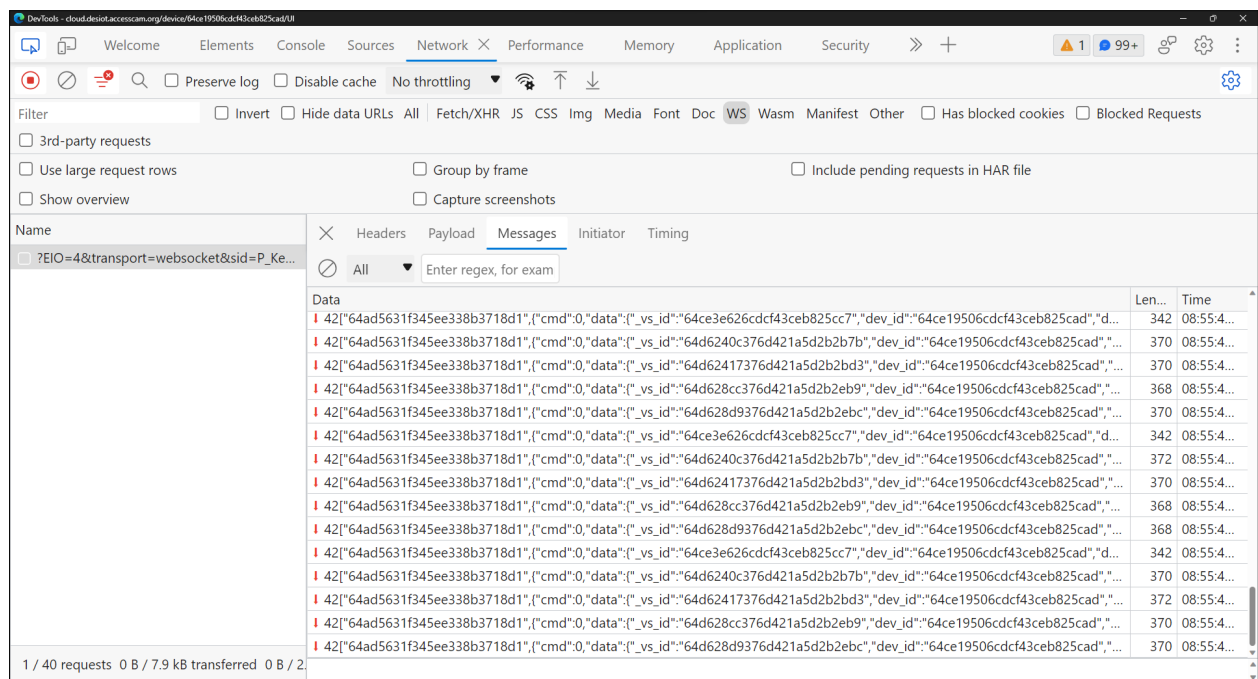 DevTools - cloud.desiot.accesscam.org/device/64ce19506cdcf43ceb825cad/UI
Welcome Elements Console Sources Network Performance Memory Application Security 1 99+
Preserve log Disable cache No throttling
Filter Invert Hide data URLs All Fetch/XHR JS CSS Img Media Font Doc WS Wasm Manifest Other Has blocked cookies Blocked Requests
3rd-party requests
Use large request rows Group by frame Include pending requests in HAR file
Show overview Capture screenshots
Name Headers Payload Messages Initiator Timing
?EIO=4&transport=websocket&sid=P_Ke... All Enter regex, for exam
Data Len... Time
42["64ad5631f345ee338b3718d1",{"cmd":0,"data":{"_vs_id":"64ce3e626cdcf43ceb825cc7","dev_id":"64ce19506cdcf43ceb825cad","d... 342 08:55:4...
42["64ad5631f345ee338b3718d1",{"cmd":0,"data":{"_vs_id":"64d6240c376d421a5d2b2b7b","dev_id":"64ce19506cdcf43ceb825cad","... 370 08:55:4...
42["64ad5631f345ee338b3718d1",{"cmd":0,"data":{"_vs_id":"64d62417376d421a5d2b2bd3","dev_id":"64ce19506cdcf43ceb825cad","... 370 08:55:4...
42["64ad5631f345ee338b3718d1",{"cmd":0,"data":{"_vs_id":"64d628cc376d421a5d2b2eb9","dev_id":"64ce19506cdcf43ceb825cad","... 368 08:55:4...
42["64ad5631f345ee338b3718d1",{"cmd":0,"data":{"_vs_id":"64d628d9376d421a5d2b2ebc","dev_id":"64ce19506cdcf43ceb825cad","... 370 08:55:4...
42["64ad5631f345ee338b3718d1",{"cmd":0,"data":{"_vs_id":"64ce3e626cdcf43ceb825cc7","dev_id":"64ce19506cdcf43ceb825cad","d... 342 08:55:4...
42["64ad5631f345ee338b3718d1",{"cmd":0,"data":{"_vs_id":"64d6240c376d421a5d2b2b7b","dev_id":"64ce19506cdcf43ceb825cad","... 372 08:55:4...
42["64ad5631f345ee338b3718d1",{"cmd":0,"data":{"_vs_id":"64d62417376d421a5d2b2bd3","dev_id":"64ce19506cdcf43ceb825cad","... 370 08:55:4...
42["64ad5631f345ee338b3718d1",{"cmd":0,"data":{"_vs_id":"64d628cc376d421a5d2b2eb9","dev_id":"64ce19506cdcf43ceb825cad","... 368 08:55:4...
42["64ad5631f345ee338b3718d1",{"cmd":0,"data":{"_vs_id":"64d628d9376d421a5d2b2ebc","dev_id":"64ce19506cdcf43ceb825cad","... 368 08:55:4...
42["64ad5631f345ee338b3718d1",{"cmd":0,"data":{"_vs_id":"64ce3e626cdcf43ceb825cc7","dev_id":"64ce19506cdcf43ceb825cad","d... 342 08:55:4...
42["64ad5631f345ee338b3718d1",{"cmd":0,"data":{"_vs_id":"64d6240c376d421a5d2b2b7b","dev_id":"64ce19506cdcf43ceb825cad","... 370 08:55:4...
42["64ad5631f345ee338b3718d1",{"cmd":0,"data":{"_vs_id":"64d62417376d421a5d2b2bd3","dev_id":"64ce19506cdcf43ceb825cad","... 372 08:55:4...
42["64ad5631f345ee338b3718d1",{"cmd":0,"data":{"_vs_id":"64d628cc376d421a5d2b2eb9","dev_id":"64ce19506cdcf43ceb825cad","... 370 08:55:4...
42["64ad5631f345ee338b3718d1",{"cmd":0,"data":{"_vs_id":"64d628d9376d421a5d2b2ebc","dev_id":"64ce19506cdcf43ceb825cad","... 370 08:55:4...
1 / 40 requests 0 B / 7.9 kB transferred 0 B / 2.